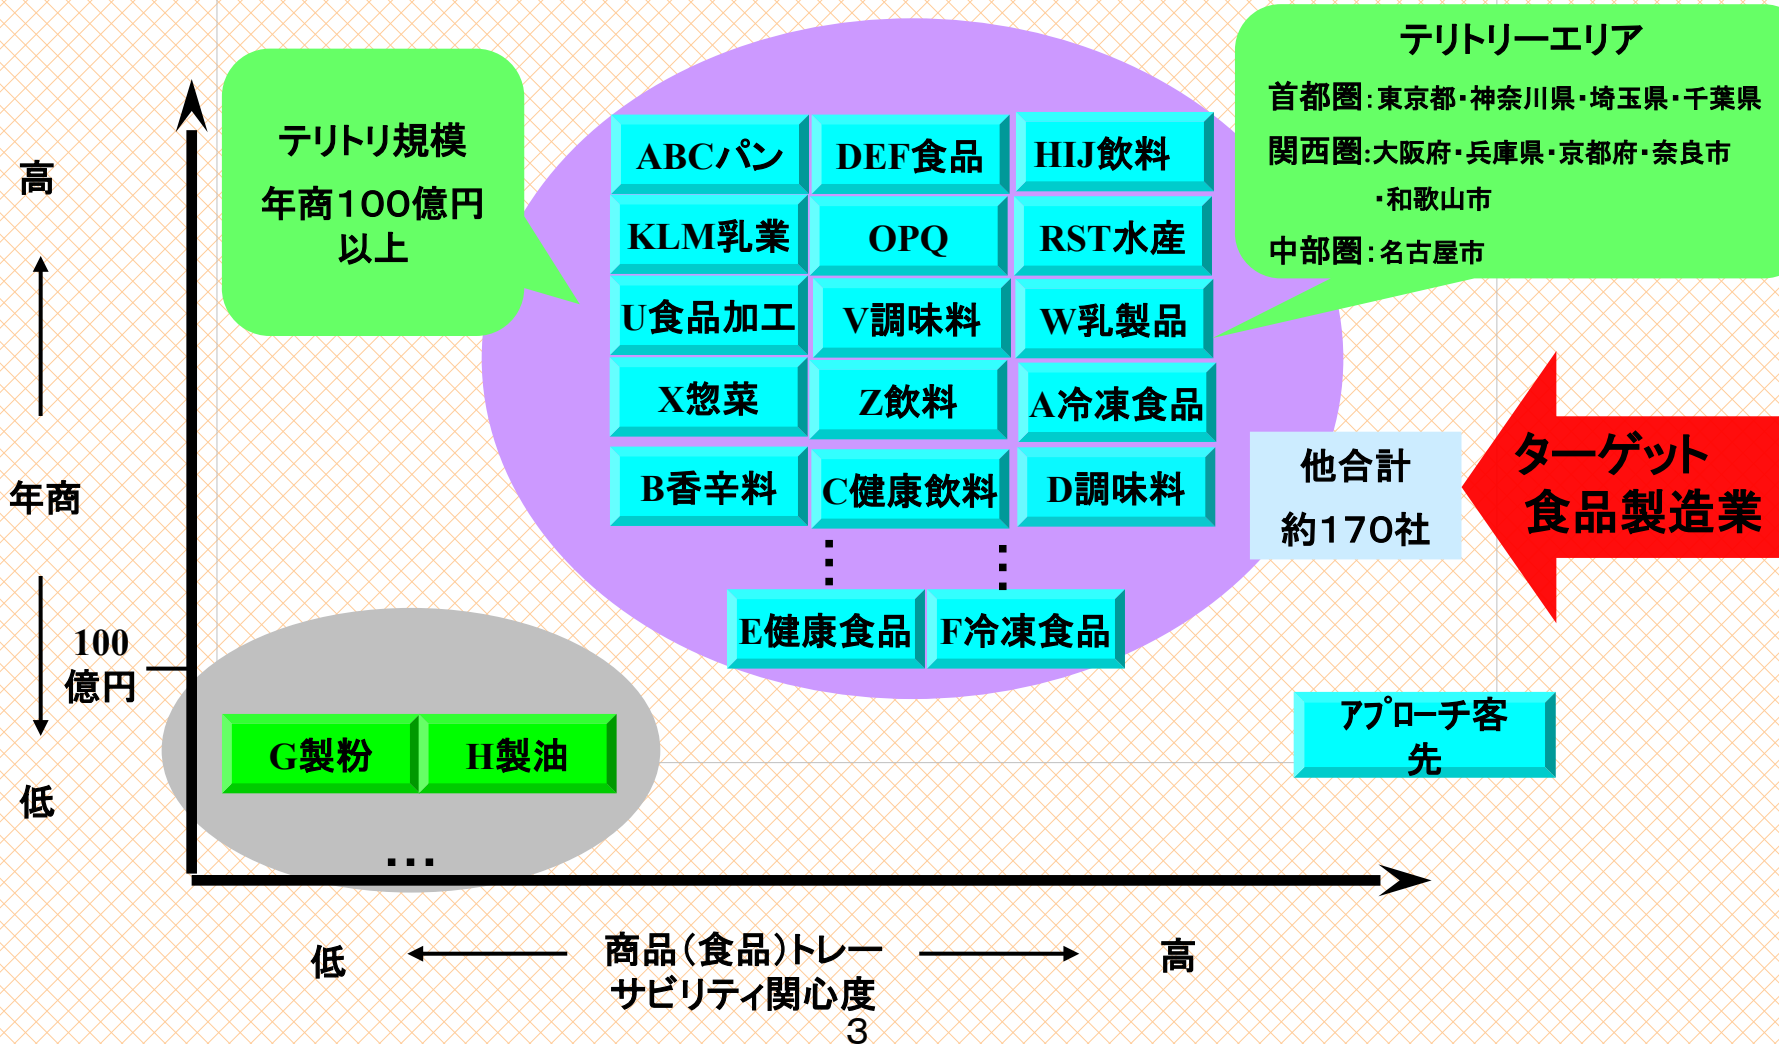 テリトリーエリア
首都圏:東京都・神奈川県・埼玉県・千葉県
関西圏:大阪府・兵庫県・京都府・奈良市
・和歌山市
中部圏:名古屋市
テリトリ規模
年商100億円
以上
高
年商
低
100
億円
ABCパン
DEF食品
HIJ飲料
KLM乳業
OPQ
RST水産
U食品加工
V調味料
W乳製品
X惣菜
Z飲料
A冷凍食品
B香辛料
C健康飲料
D調味料
E健康食品
F冷凍食品
他合計
約170社
ターゲット
食品製造業
G製粉
H製油
・・・
アプローチ客
先
低
商品(食品)トレー
サビリティ関心度
高
3